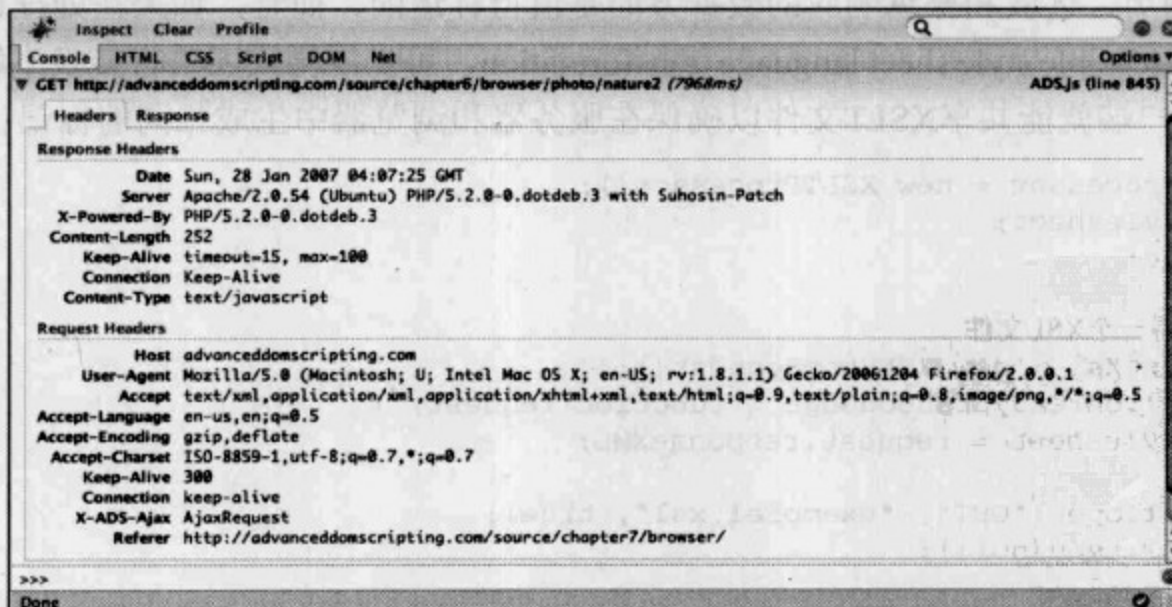 Inspect Clear Profile
Console HTML CSS Script DOM Net Options
GET http://advanceddomscripting.com/source/chapter6/browser/photo/nature2 (7968ms) ADS.js (line 845)
Headers Response
Response Headers
Date Sun, 28 Jan 2007 04:07:25 GMT
Server Apache/2.0.54 (Ubuntu) PHP/5.2.0-0.dotdeb.3 with Suhosin-Patch
X-Powered-By PHP/5.2.0-0.dotdeb.3
Content-Length 252
Keep-Alive timeout=15, max=100
Connection Keep-Alive
Content-Type text/javascript
Request Headers
Host advanceddomscripting.com
User-Agent Mozilla/5.0 (Macintosh; U; Intel Mac OS X; en-US; rv:1.8.1.1) Gecko/20061204 Firefox/2.0.0.1
Accept text/xml,application/xml,application/xhtml+xml,text/html;q=0.9,text/plain;q=0.8,image/png,*/*;q=0.5
Accept-Language en-us,en;q=0.5
Accept-Encoding gzip,deflate
Accept-Charset ISO-8859-1,utf-8;q=0.7,*;q=0.7
Keep-Alive 300
Connection keep-alive
X-ADS-Ajax AjaxRequest
Referer http://advanceddomscripting.com/source/chapter7/browser/
>>>
Done